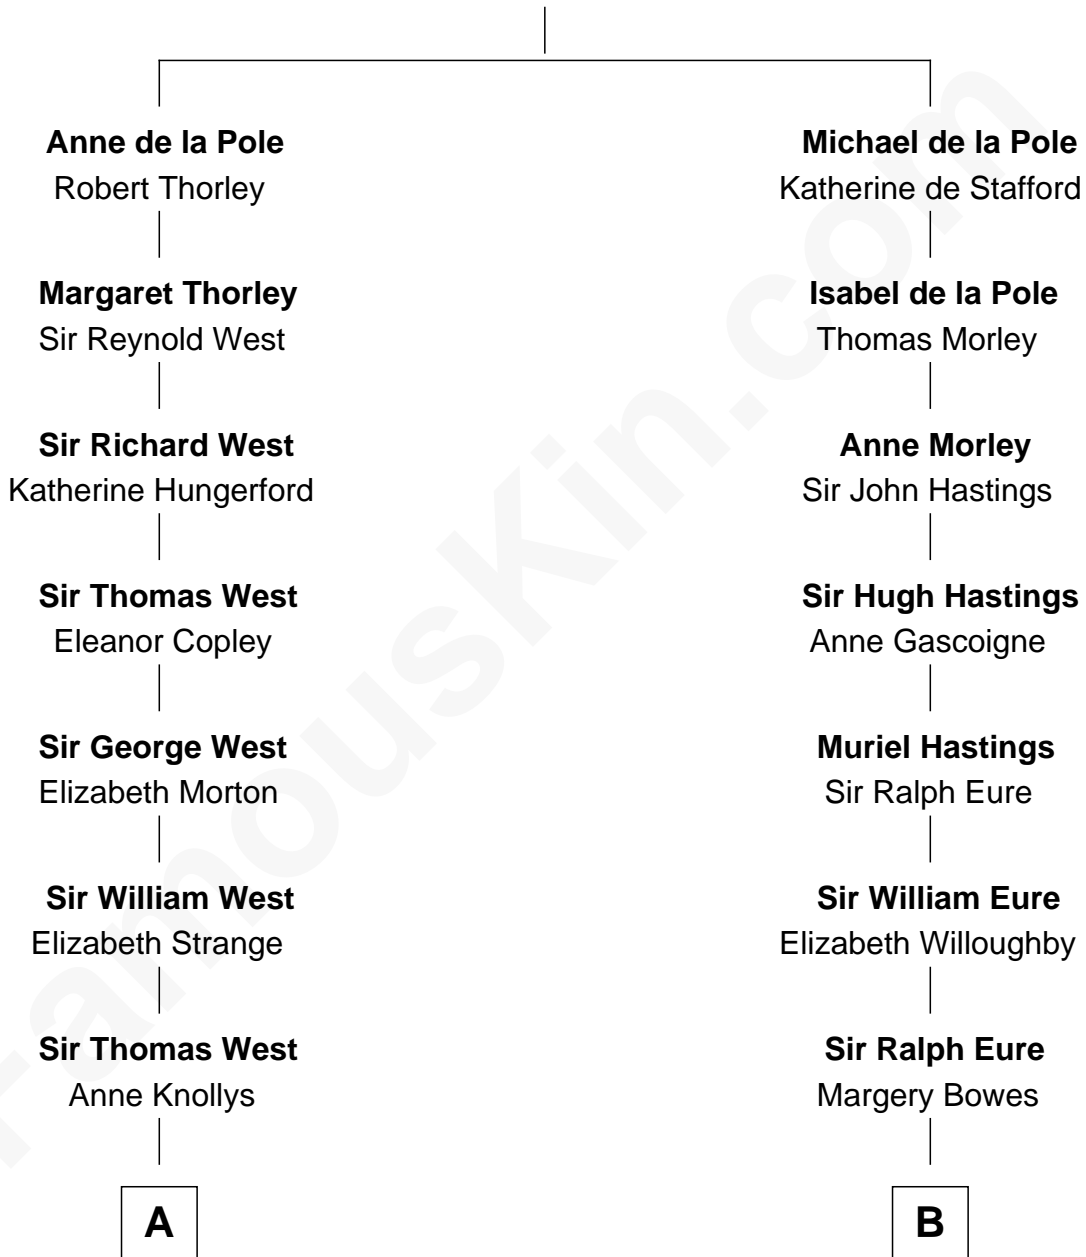 Anne de la Pole
Robert Thorley
Margaret Thorley
Sir Reynold West
Sir Richard West
Katherine Hungerford
Sir Thomas West
Eleanor Copley
Sir George West
Elizabeth Morton
Sir William West
Elizabeth Strange
Sir Thomas West
Anne Knollys
A
Michael de la Pole
Katherine de Stafford
Isabel de la Pole
Thomas Morley
Anne Morley
Sir John Hastings
Sir Hugh Hastings
Anne Gascoigne
Muriel Hastings
Sir Ralph Eure
Sir William Eure
Elizabeth Willoughby
Sir Ralph Eure
Margery Bowes
B
FamousKin.com